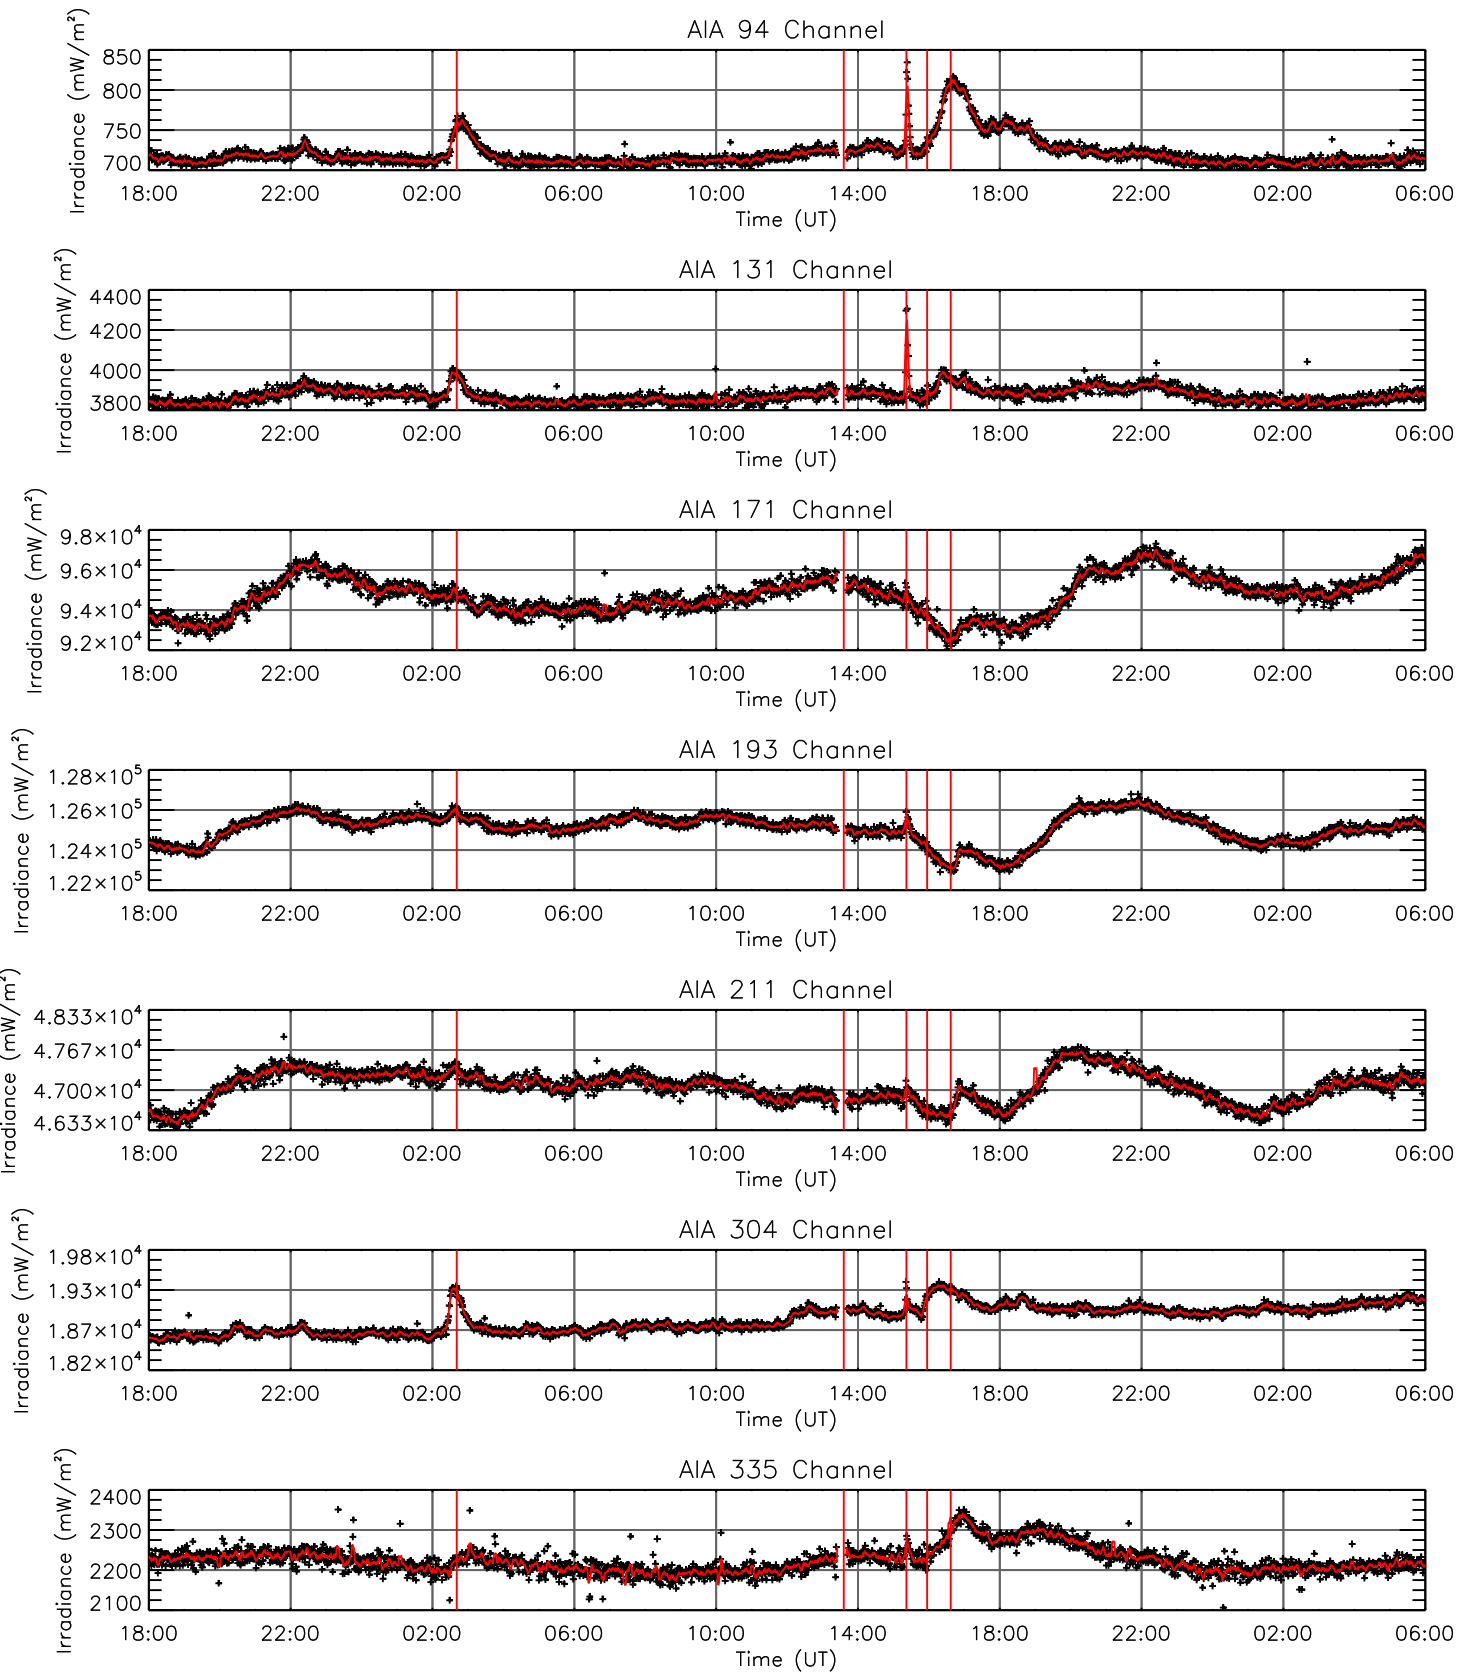 AIA 94 Channel
Irradiance (mW/m²)
850
800
750
700
18:00 22:00 02:00 06:00 10:00 14:00 18:00 22:00 02:00 06:00
Time (UT)
AIA 131 Channel
Irradiance (mW/m²)
4400
4200
4000
3800
18:00 22:00 02:00 06:00 10:00 14:00 18:00 22:00 02:00 06:00
Time (UT)
AIA 171 Channel
Irradiance (mW/m²)
9.8×10⁴
9.6×10⁴
9.4×10⁴
9.2×10⁴
18:00 22:00 02:00 06:00 10:00 14:00 18:00 22:00 02:00 06:00
Time (UT)
AIA 193 Channel
Irradiance (mW/m²)
1.28×10⁵
1.26×10⁵
1.24×10⁵
1.22×10⁵
18:00 22:00 02:00 06:00 10:00 14:00 18:00 22:00 02:00 06:00
Time (UT)
AIA 211 Channel
Irradiance (mW/m²)
4.833×10⁴
4.767×10⁴
4.700×10⁴
4.633×10⁴
18:00 22:00 02:00 06:00 10:00 14:00 18:00 22:00 02:00 06:00
Time (UT)
AIA 304 Channel
Irradiance (mW/m²)
1.98×10⁴
1.93×10⁴
1.87×10⁴
1.82×10⁴
18:00 22:00 02:00 06:00 10:00 14:00 18:00 22:00 02:00 06:00
Time (UT)
AIA 335 Channel
Irradiance (mW/m²)
2400
2300
2200
2100
18:00 22:00 02:00 06:00 10:00 14:00 18:00 22:00 02:00 06:00
Time (UT)